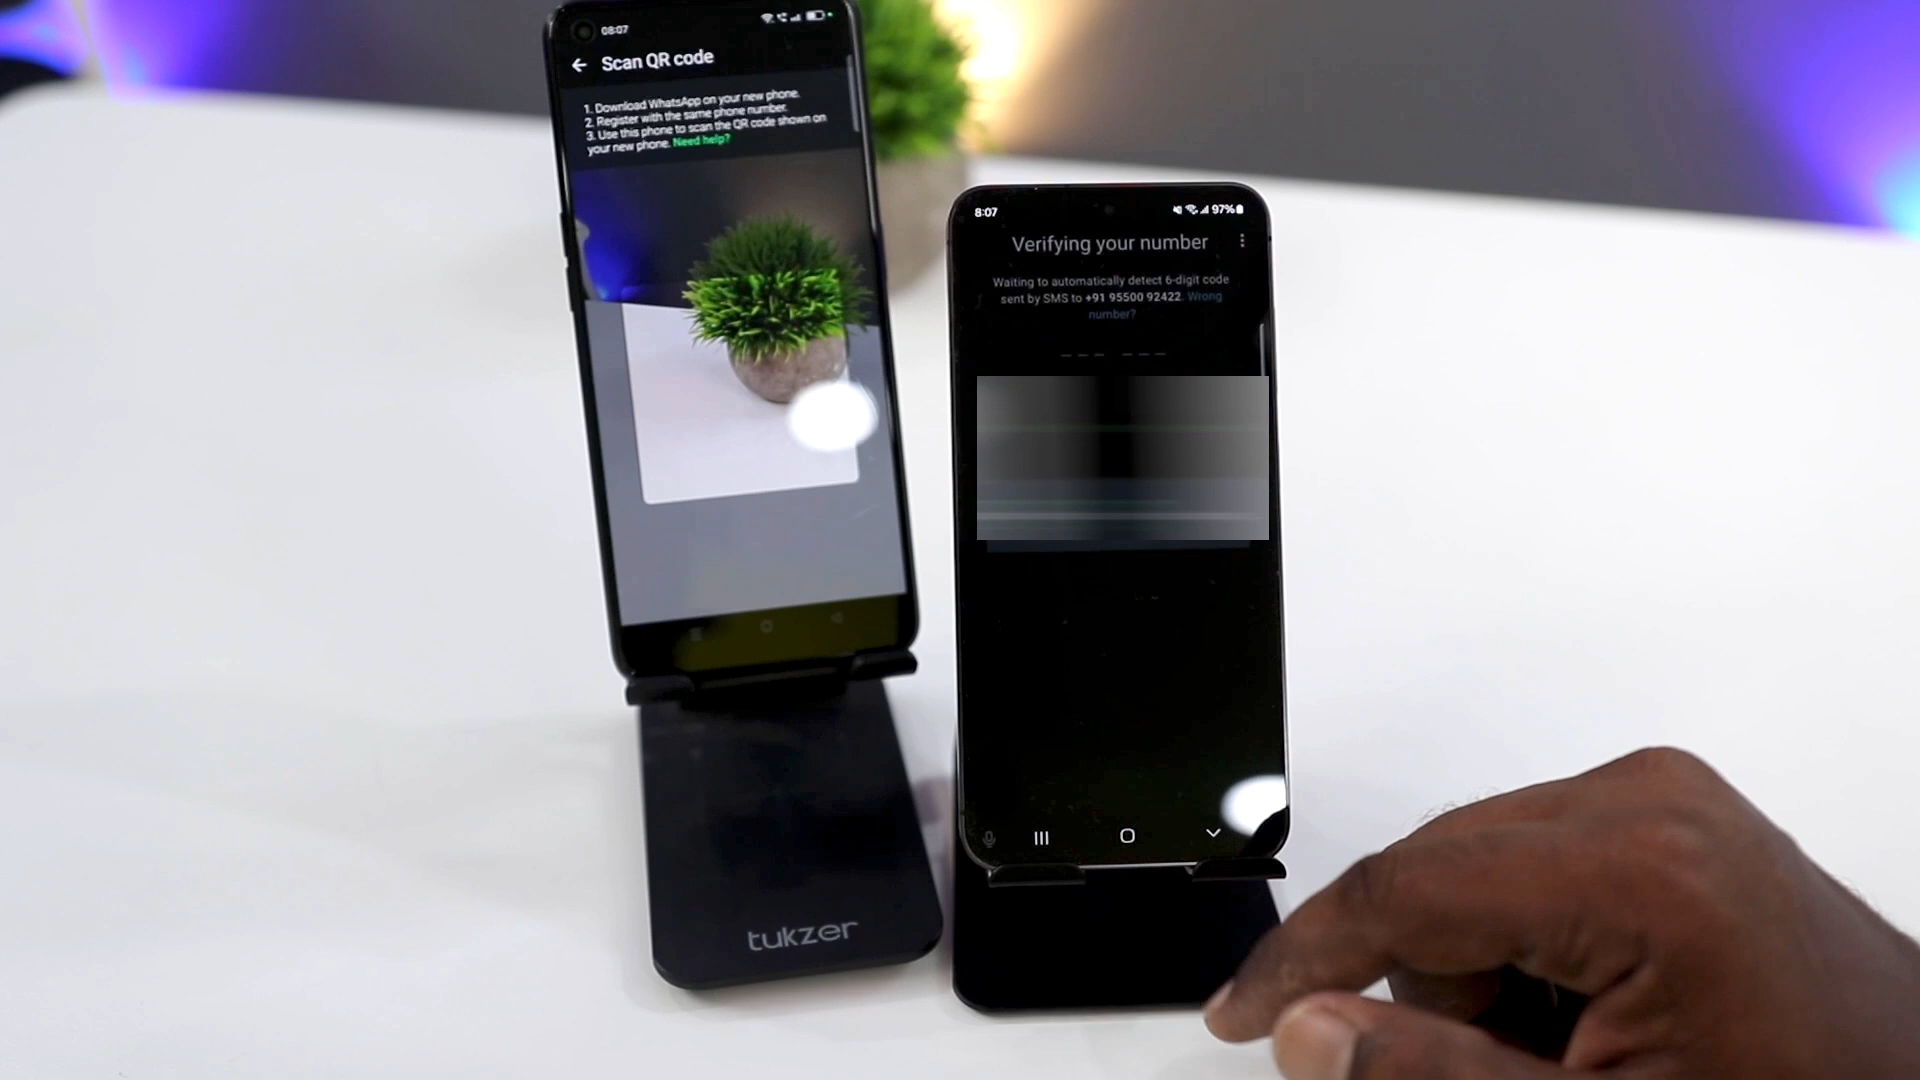 08:07
Scan QR code
1. Download WhatsApp on your new phone.
2. Register with the same phone number.
3. Use this phone to scan the QR code shown on
your new phone. Need help?
8:07
97%
Verifying your number
Waiting to automatically detect 6-digit code
sent by SMS to +91 95500 92422. Wrong
number?
tukzer